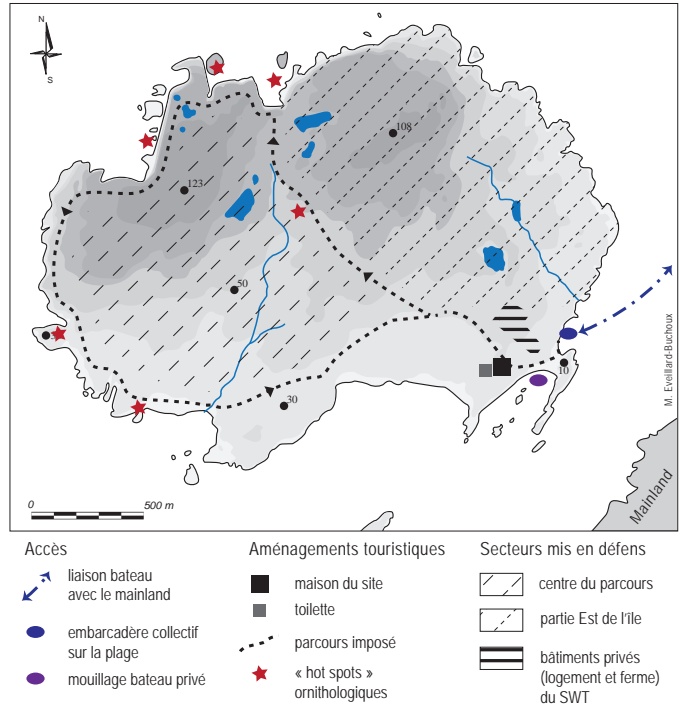 N
S
108
123
50
30
10
M. Eveillard-Buchoux
Mainland
0 500 m
Accès
liaison bateau
avec le mainland
embarcadère collectif
sur la plage
mouillage bateau privé
Aménagements touristiques
maison du site
toilette
parcours imposé
« hot spots »
ornithologiques
Secteurs mis en défens
centre du parcours
partie Est de l'île
bâtiments privés
(logement et ferme)
du SWT